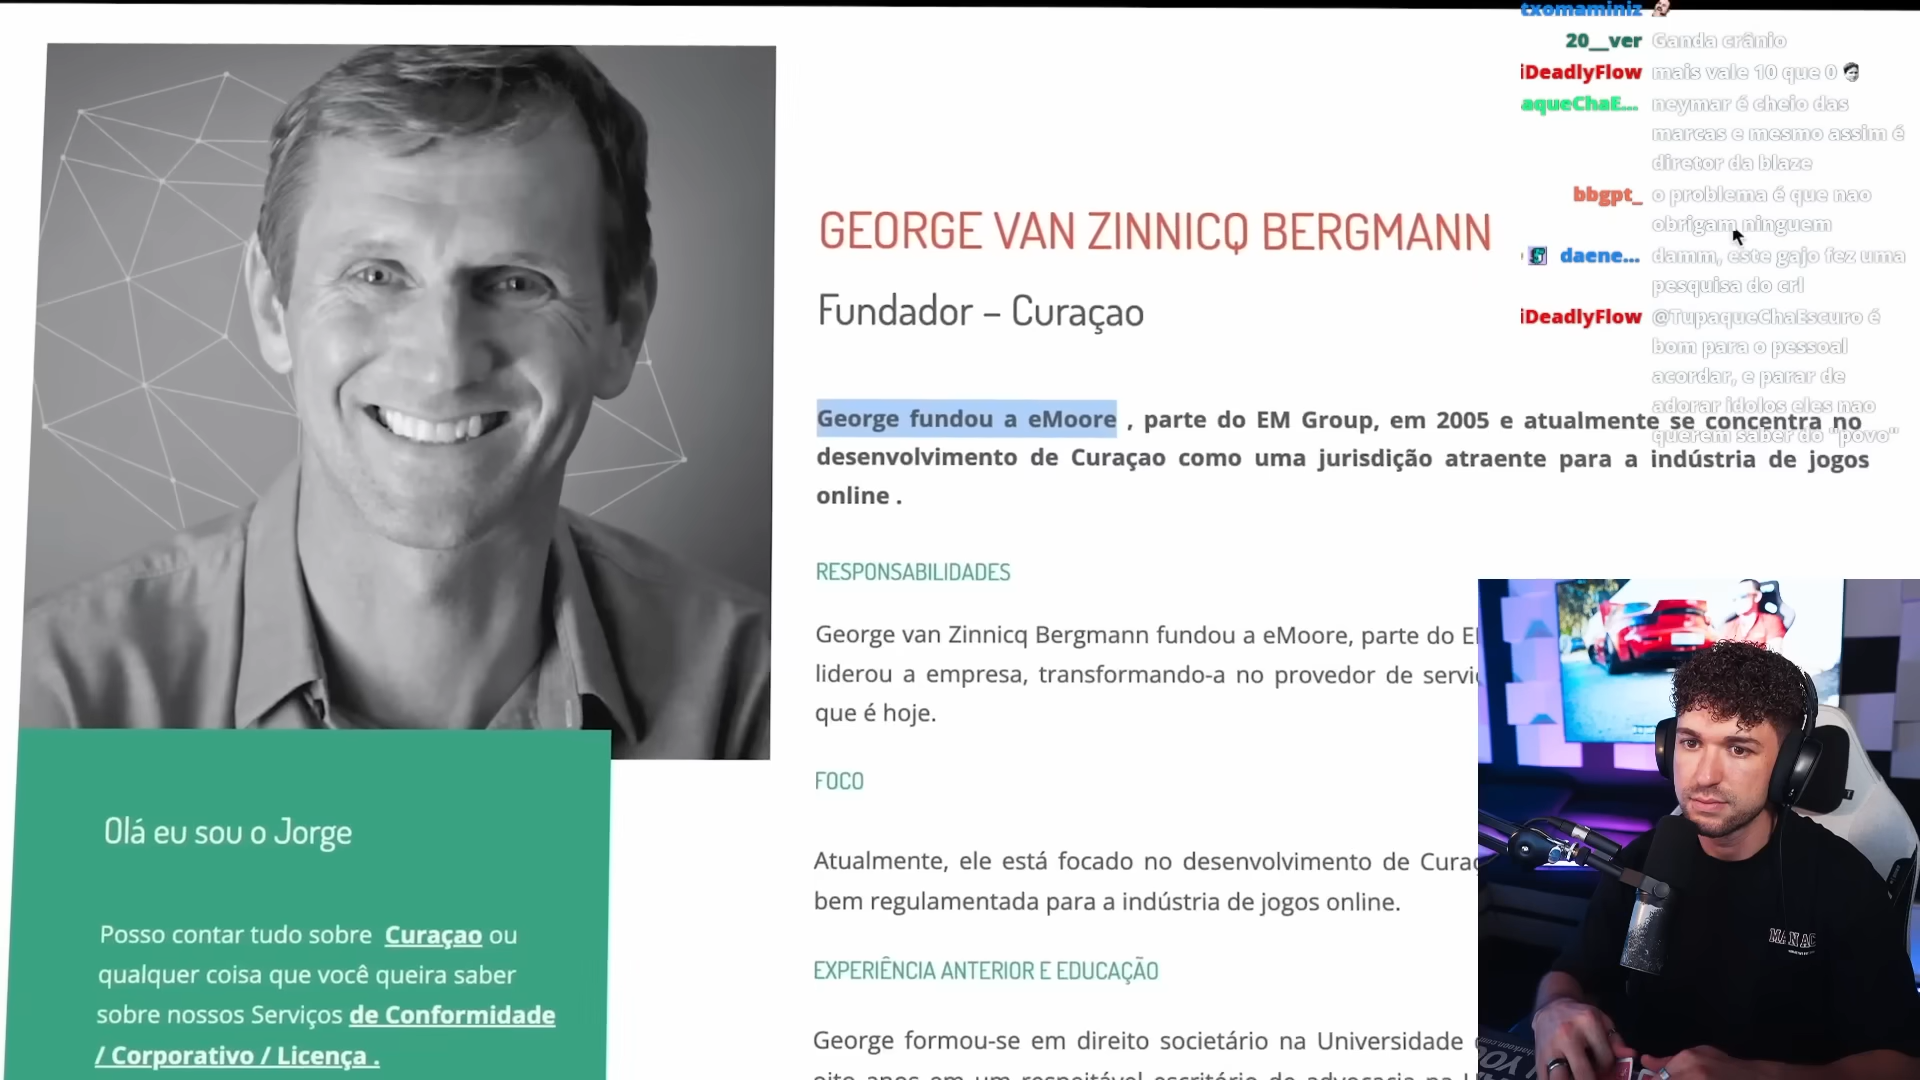 GEORGE VAN ZINNICQ BERGMANN
Fundador – Curaçao
George fundou a eMoore , parte do EM Group, em 2005 e atualmente se concentra no
desenvolvimento de Curaçao como uma jurisdição atraente para a indústria de jogos
online .
RESPONSABILIDADES
George van Zinnicq Bergmann fundou a eMoore, parte do
liderou a empresa, transformando-a no provedor de
que é hoje.
FOCO
Atualmente, ele está focado no desenvolvimento de
bem regulamentada para a indústria de jogos online.
EXPERIÊNCIA ANTERIOR E EDUCAÇÃO
George formou-se em direito societário na Universidade
Olá eu sou o Jorge
Posso contar tudo sobre Curaçao ou
qualquer coisa que você queira saber
sobre nossos Serviços de Conformidade
/ Corporativo / Licença .
txomaminiz
20__ver Ganda crânio
iDeadlyFlow mais vale 10 que 0
aqueChaE... neymar é cheio das
marcas e mesmo assim é
diretor da blaze
bbgpt_ o problema é que nao
obrigam ninguem
daene... damm, este gajo fez uma
pesquisa do crl
iDeadlyFlow @TupaqueChaEscuro é
bom para o pessoal
acordar, e parar de
adorar idolos eles nao
querem saber do "povo"